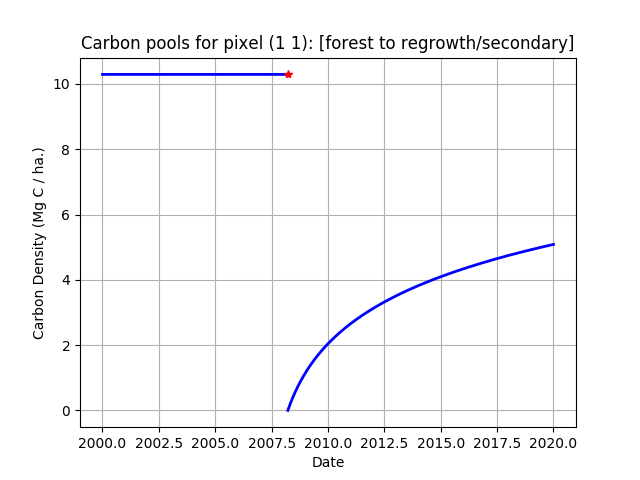 Carbon pools for pixel (1 1): [forest to regrowth/secondary]
10
8
6
4
2
0
Carbon Density (Mg C / ha.)
2000.0 2002.5 2005.0 2007.5 2010.0 2012.5 2015.0 2017.5 2020.0
Date